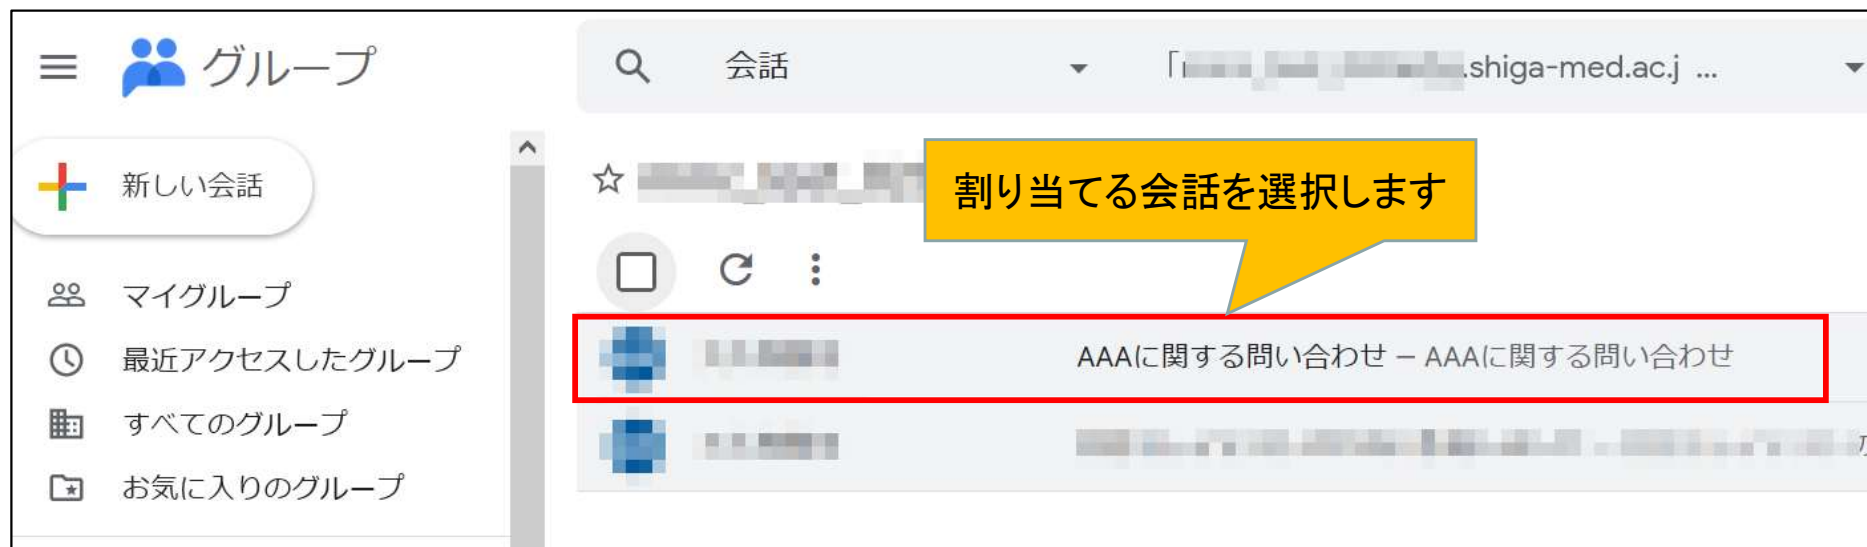 グループ
会話
「
.shiga-med.ac.j ...
新しい会話
割り当てる会話を選択します
マイグループ
最近アクセスしたグループ
AAAに関する問い合わせ – AAAに関する問い合わせ
すべてのグループ
お気に入りのグループ